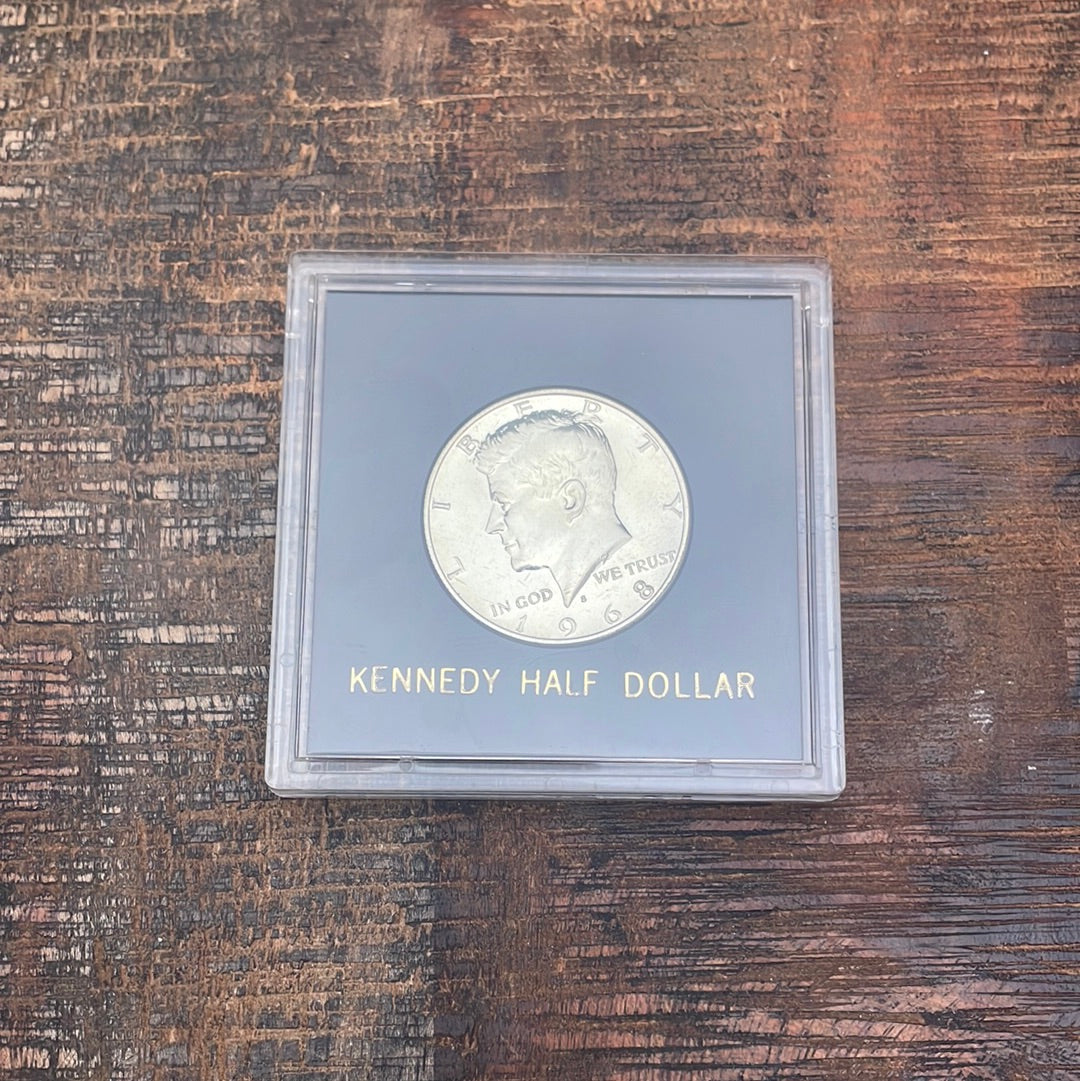 LIBERTY
IN GOD WE TRUST
S
1968
KENNEDY HALF DOLLAR